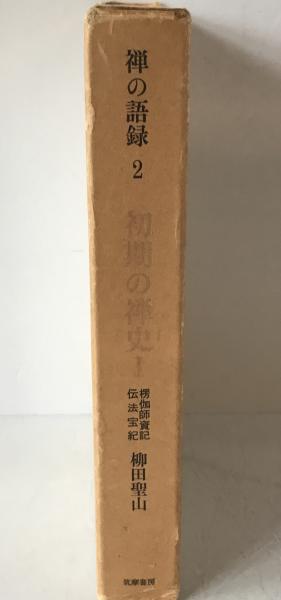 禅の語録 2
初期の禅史 I
楞伽師資記
伝法宝紀
柳田聖山
筑摩書房